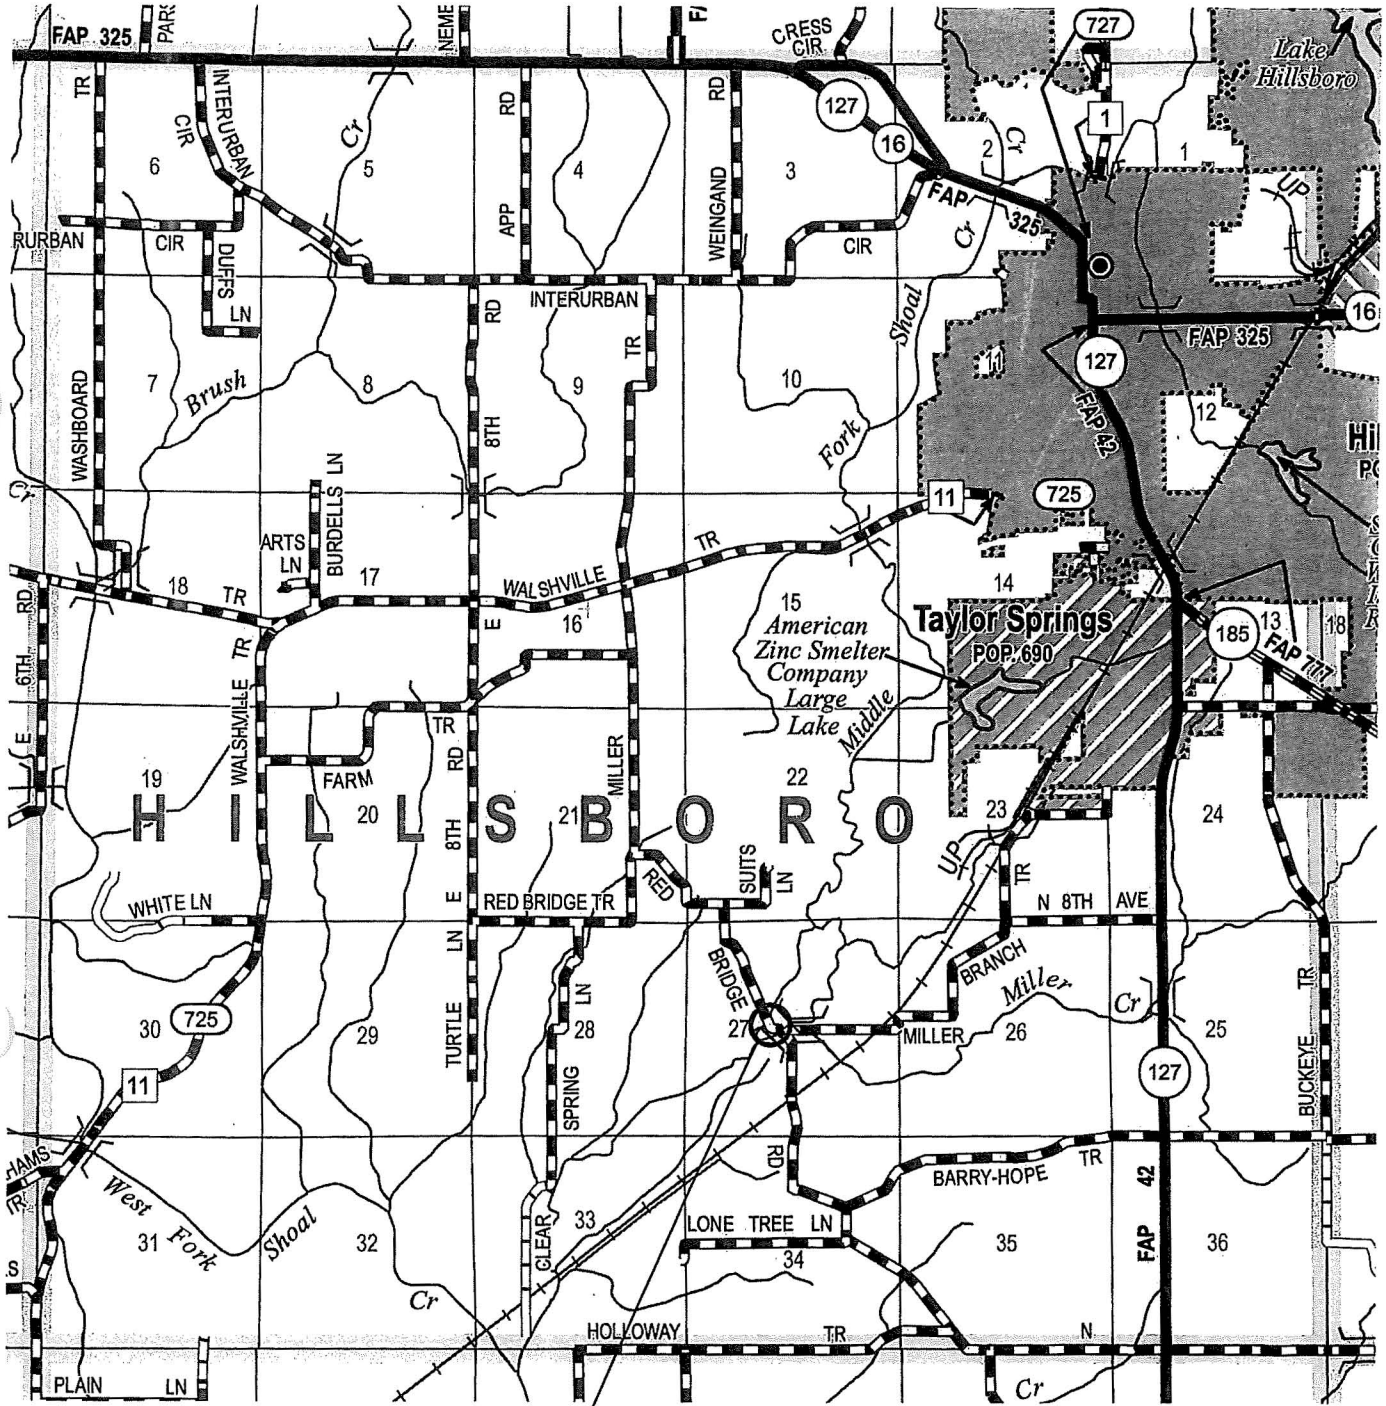 FAP 325
NEME
CRESS
CIR
727
Lake
Hillsboro
TR
INTERURBAN
CIR
RD
RD
127
16
1
6
5
Cr
4
3
2
Cr
1
UP
APP
WEINGAND
FAP
325
RURBAN
CIR
DUFFS
LN
CIR
Cr
INTERURBAN
RD
TR
Shoal
16
FAP 325
127
7
8
9
10
11
12
Brush
WASHBOARD
8TH
Fork
FAP 42
Cr
BURDELLS LN
ARTS
LN
11
725
TR
18
TR
17
WALSHVILLE
E
16
15
14
13
18
American
Zinc Smelter
Company
Large
Lake
Middle
Taylor Springs
POP. 690
185
FAP 777
6TH
RD
E
TR
WALSHVILLE
TR
FARM
RD
8TH
E
MILLER
19
20
21
22
23
24
HILLSBORO
UP
TR
WHITE LN
RED BRIDGE TR
RED
SUITS
LN
N 8TH AVE
BRIDGE
BRANCH
Miller
Cr
LN
TURTLE
LN
SPRING
CLEAR
725
30
29
28
27
MILLER
26
25
TR
BUCKEYE
11
127
HAMS
TR
RD
BARRY-HOPE
TR
FAP 42
West
Fork
Shoal
31
32
33
LONE TREE LN
34
35
36
Cr
HOLLOWAY
TR
N
PLAIN
LN
Cr